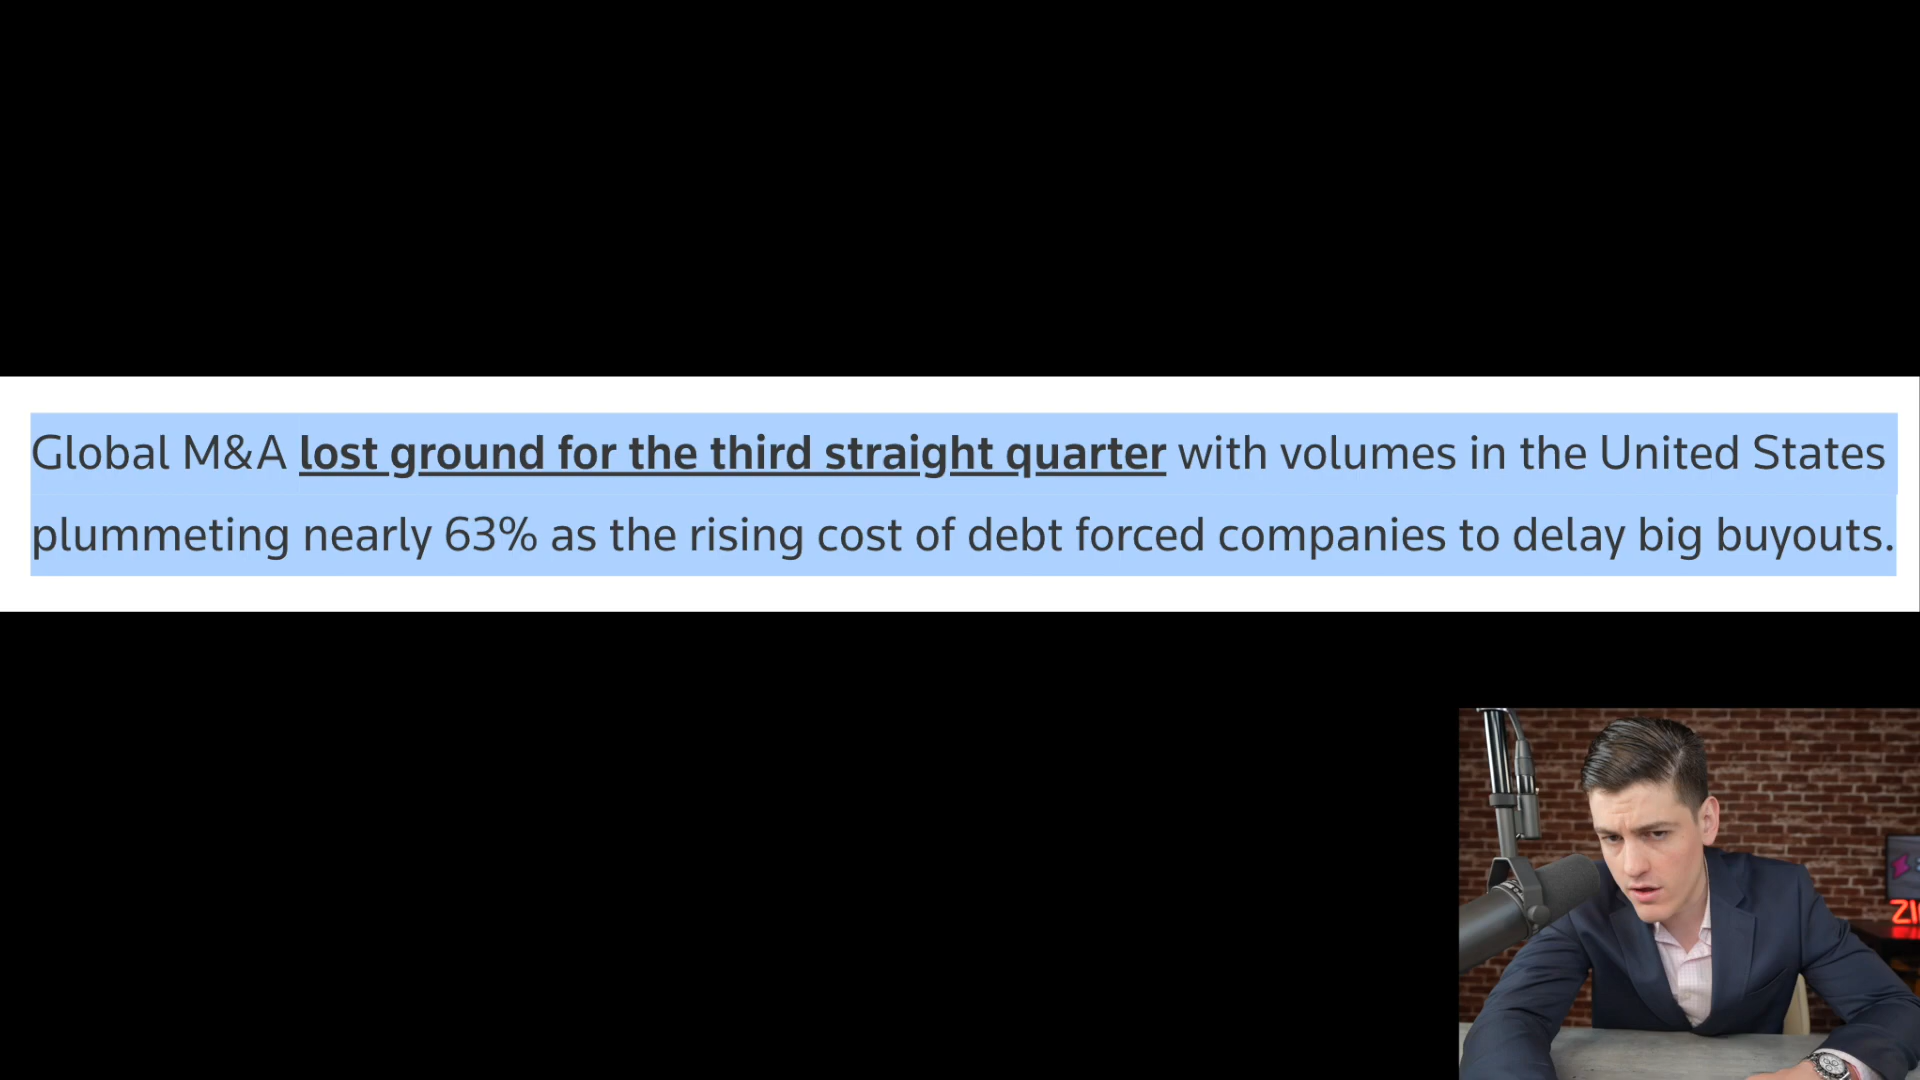 Global M&A lost ground for the third straight quarter with volumes in the United States
plummeting nearly 63% as the rising cost of debt forced companies to delay big buyouts.